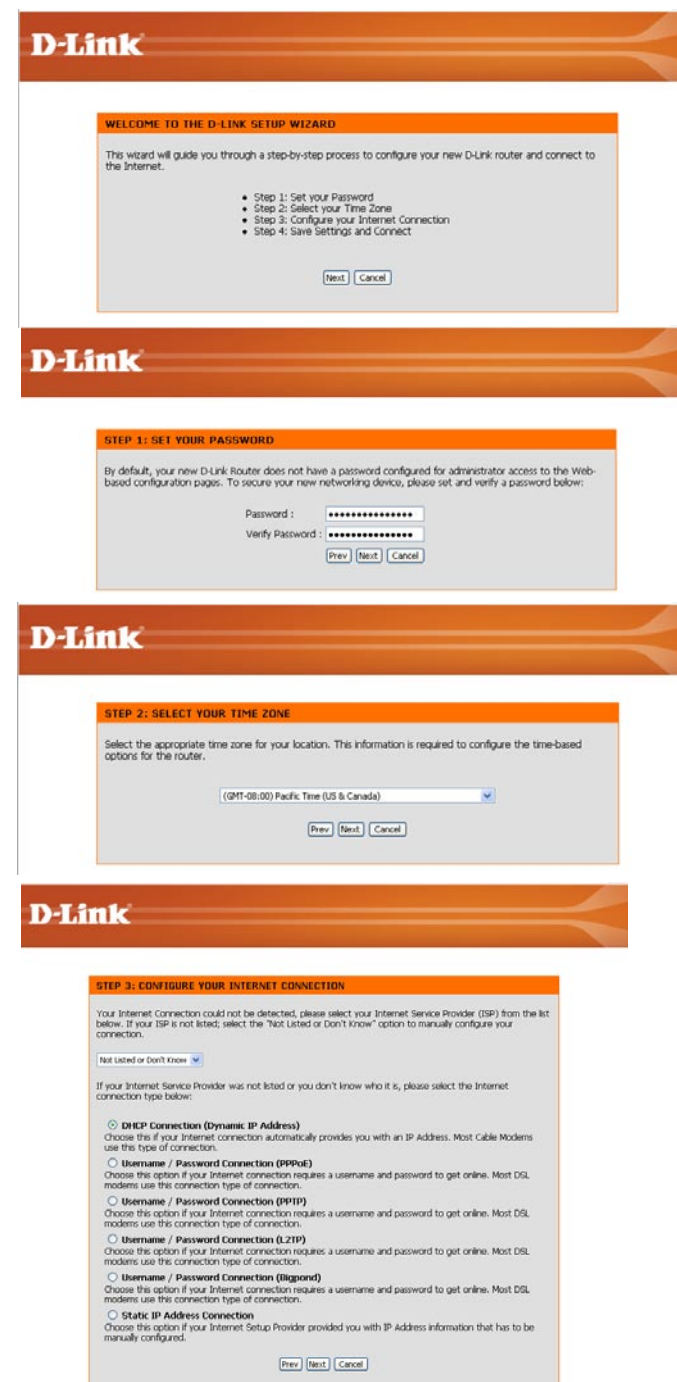 D-Link
WELCOME TO THE D-LINK SETUP WIZARD
This wizard will guide you through a step-by-step process to configure your new D-Link router and connect to
the Internet.
• Step 1: Set your Password
• Step 2: Select your Time Zone
• Step 3: Configure your Internet Connection
• Step 4: Save Settings and Connect
Next Cancel
D-Link
STEP 1: SET YOUR PASSWORD
By default, your new D-Link Router does not have a password configured for administrator access to the Web-
based configuration pages. To secure your new networking device, please set and verify a password below:
Password : •••••••••••••••
Verify Password : •••••••••••••••
Prev Next Cancel
D-Link
STEP 2: SELECT YOUR TIME ZONE
Select the appropriate time zone for your location. This information is required to configure the time-based
options for the router.
(GMT-08:00) Pacific Time (US & Canada)
Prev Next Cancel
D-Link
STEP 3: CONFIGURE YOUR INTERNET CONNECTION
Your Internet Connection could not be detected, please select your Internet Service Provider (ISP) from the list
below. If your ISP is not listed; select the "Not Listed or Don't Know" option to manually configure your
connection.
Not Listed or Don't Know
If your Internet Service Provider was not listed or you don't know who it is, please select the Internet
connection type below:
DHCP Connection (Dynamic IP Address)
Choose this if your Internet connection automatically provides you with an IP Address. Most Cable Modems
use this type of connection.
Username / Password Connection (PPPoE)
Choose this option if your Internet connection requires a username and password to get online. Most DSL
modems use this connection type of connection.
Username / Password Connection (PPTP)
Choose this option if your Internet connection requires a username and password to get online. Most DSL
modems use this connection type of connection.
Username / Password Connection (L2TP)
Choose this option if your Internet connection requires a username and password to get online. Most DSL
modems use this connection type of connection.
Username / Password Connection (Bigpond)
Choose this option if your Internet connection requires a username and password to get online. Most DSL
modems use this connection type of connection.
Static IP Address Connection
Choose this option if your Internet Setup Provider provided you with IP Address information that has to be
manually configured.
Prev Next Cancel